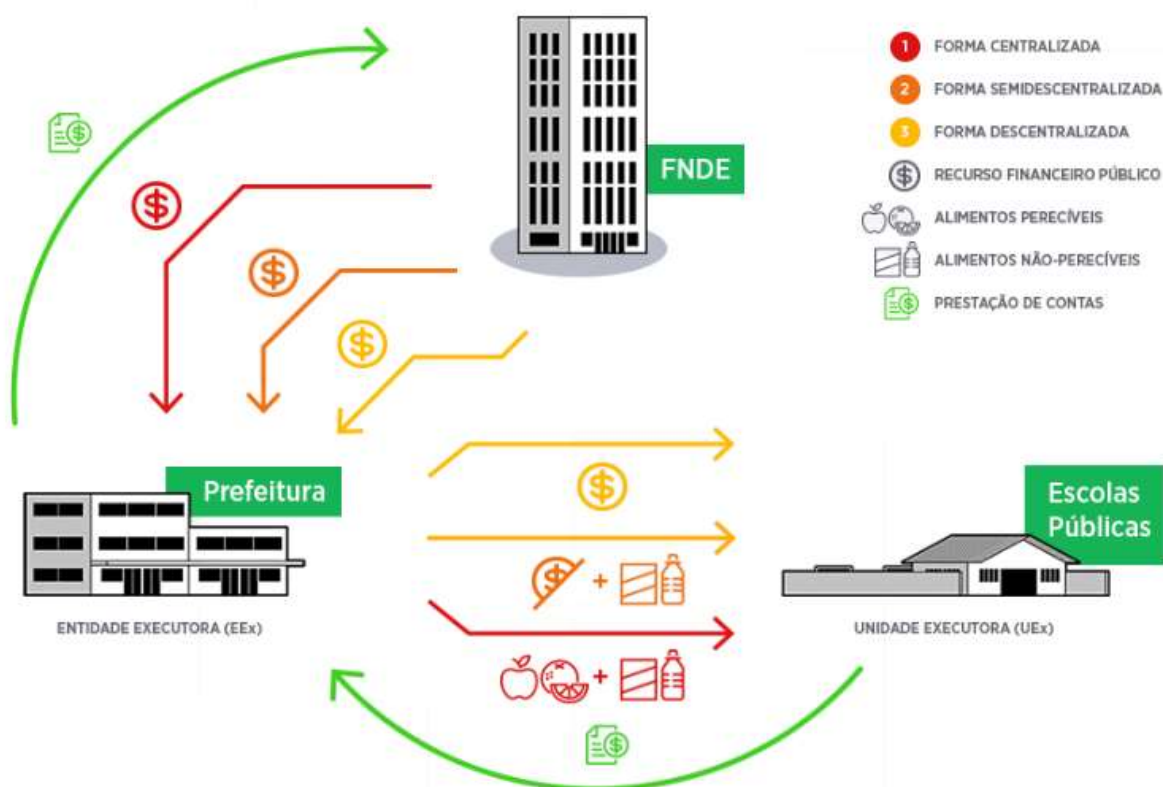 1 FORMA CENTRALIZADA
2 FORMA SEMIDESCENTRALIZADA
3 FORMA DESCENTRALIZADA
$ RECURSO FINANCEIRO PÚBLICO
ALIMENTOS PERECÍVEIS
ALIMENTOS NÃO-PERECÍVEIS
$ PRESTAÇÃO DE CONTAS
FNDE
$
$
$
$
Prefeitura
ENTIDADE EXECUTORA (EEx)
$
$ +
+
$
Escolas
Públicas
UNIDADE EXECUTORA (UEx)